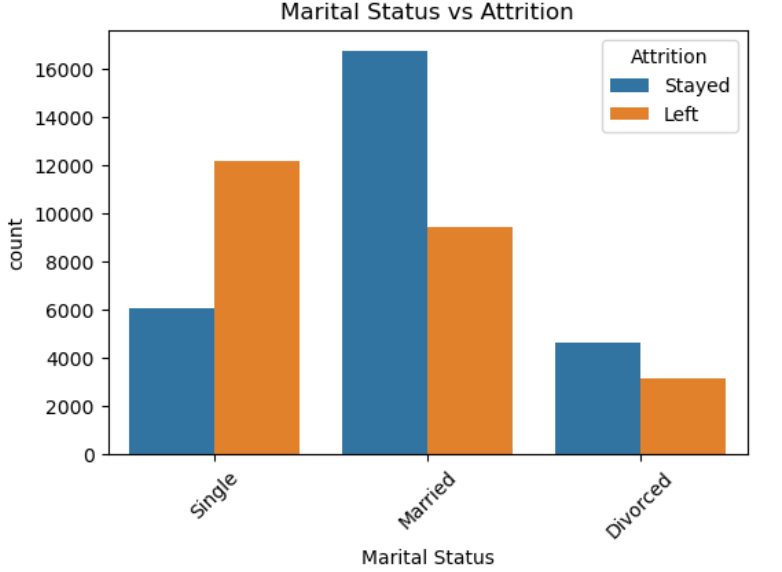 Marital Status vs Attrition
Attrition
Stayed
Left
16000
14000
12000
10000
8000
6000
4000
2000
0
count
Single
Married
Divorced
Marital Status